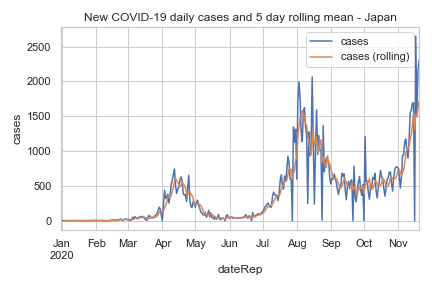 New COVID-19 daily cases and 5 day rolling mean - Japan
cases
cases (rolling)
2500
2000
1500
1000
500
0
cases
Jan Feb Mar Apr May Jun Jul Aug Sep Oct Nov
2020
dateRep